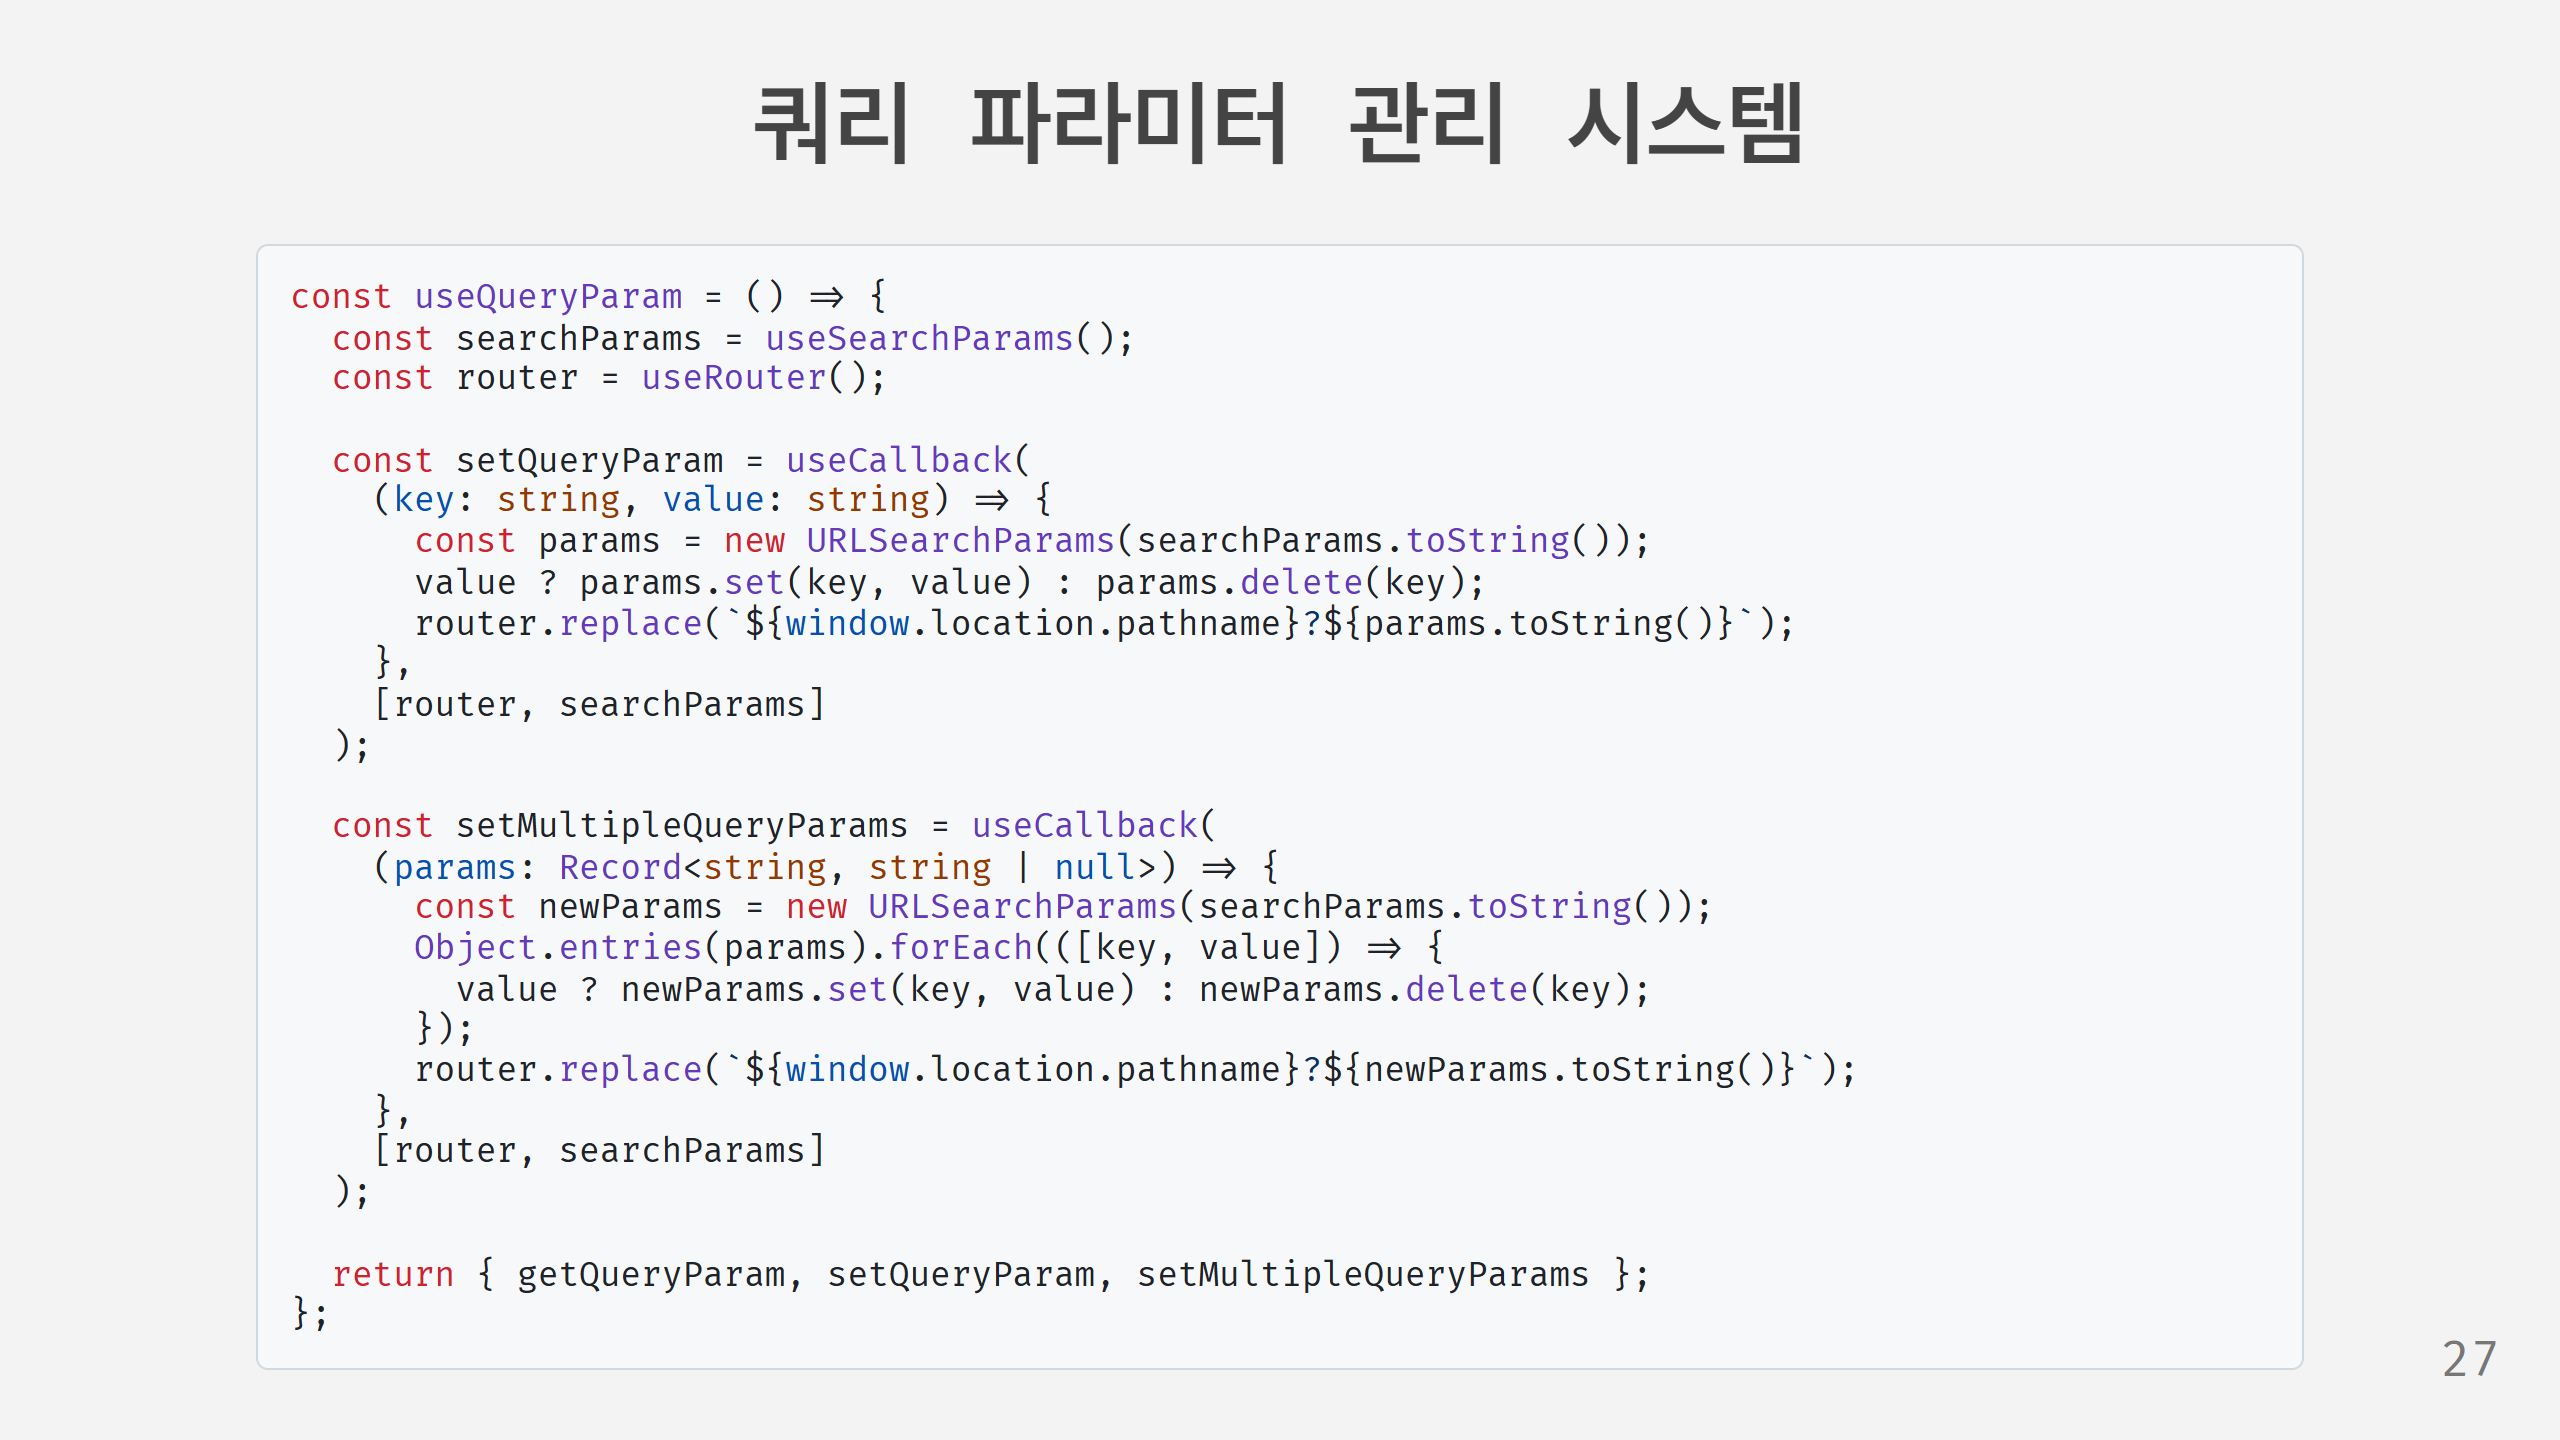 쿼리 파라미터 관리 시스템
const useQueryParam = () => {
  const searchParams = useSearchParams();
  const router = useRouter();

  const setQueryParam = useCallback(
    (key: string, value: string) => {
      const params = new URLSearchParams(searchParams.toString());
      value ? params.set(key, value) : params.delete(key);
      router.replace(`${window.location.pathname}?${params.toString()}`);
    },
    [router, searchParams]
  );

  const setMultipleQueryParams = useCallback(
    (params: Record<string, string | null>) => {
      const newParams = new URLSearchParams(searchParams.toString());
      Object.entries(params).forEach(([key, value]) => {
        value ? newParams.set(key, value) : newParams.delete(key);
      });
      router.replace(`${window.location.pathname}?${newParams.toString()}`);
    },
    [router, searchParams]
  );

  return { getQueryParam, setQueryParam, setMultipleQueryParams };
};
27